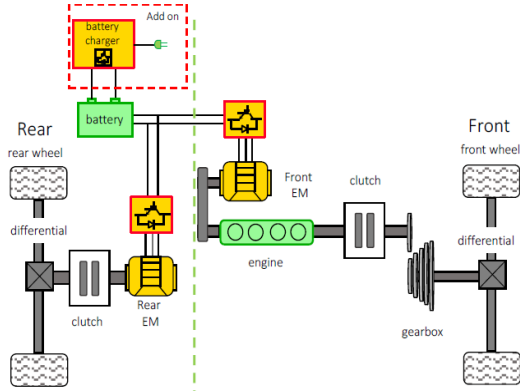 Add on
battery
charger
battery
Rear
rear wheel
Front
front wheel
Front
EM
clutch
differential
differential
engine
clutch
Rear
EM
gearbox